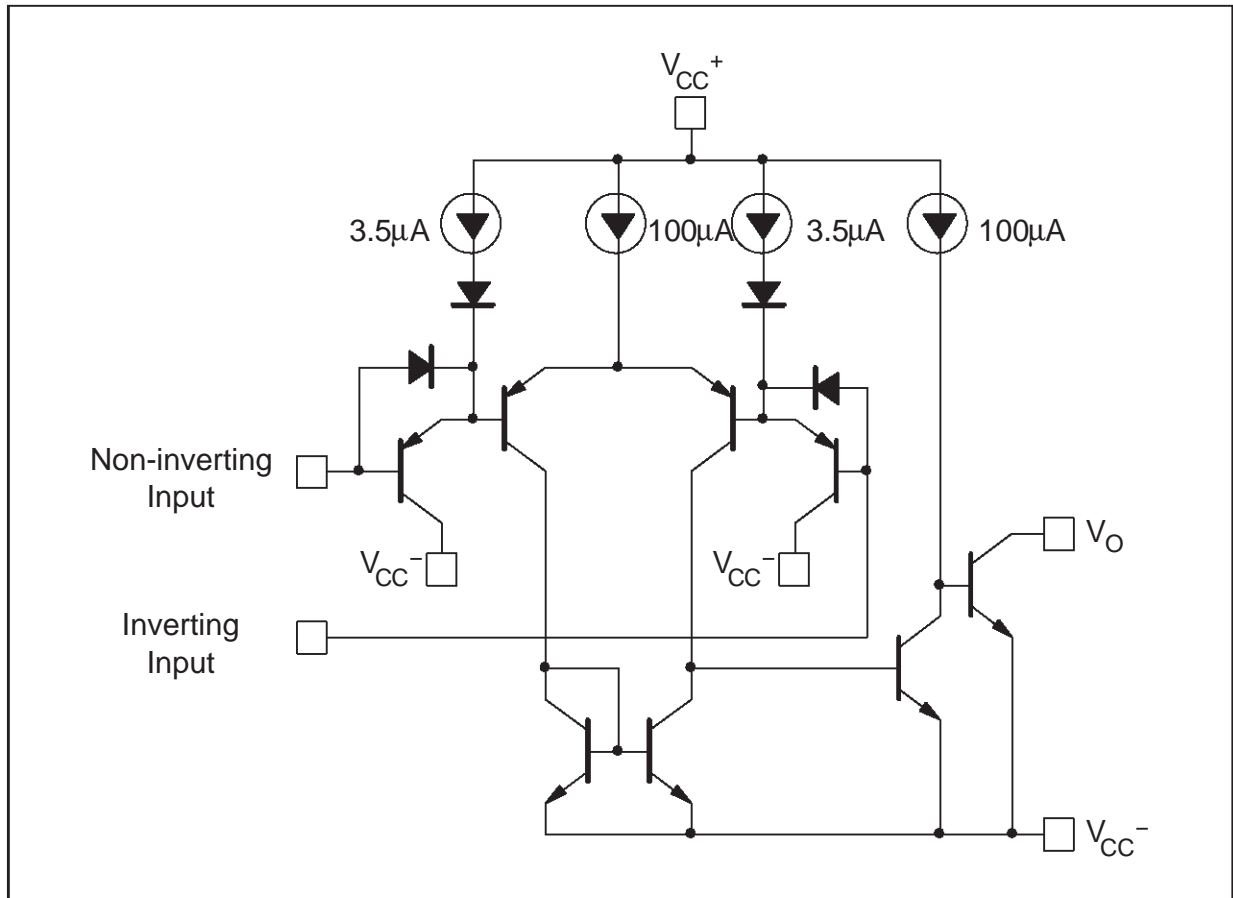 VCC+
3.5μA
100μA
3.5μA
100μA
Non-inverting
Input
VCC−
VCC−
VO
Inverting
Input
VCC−